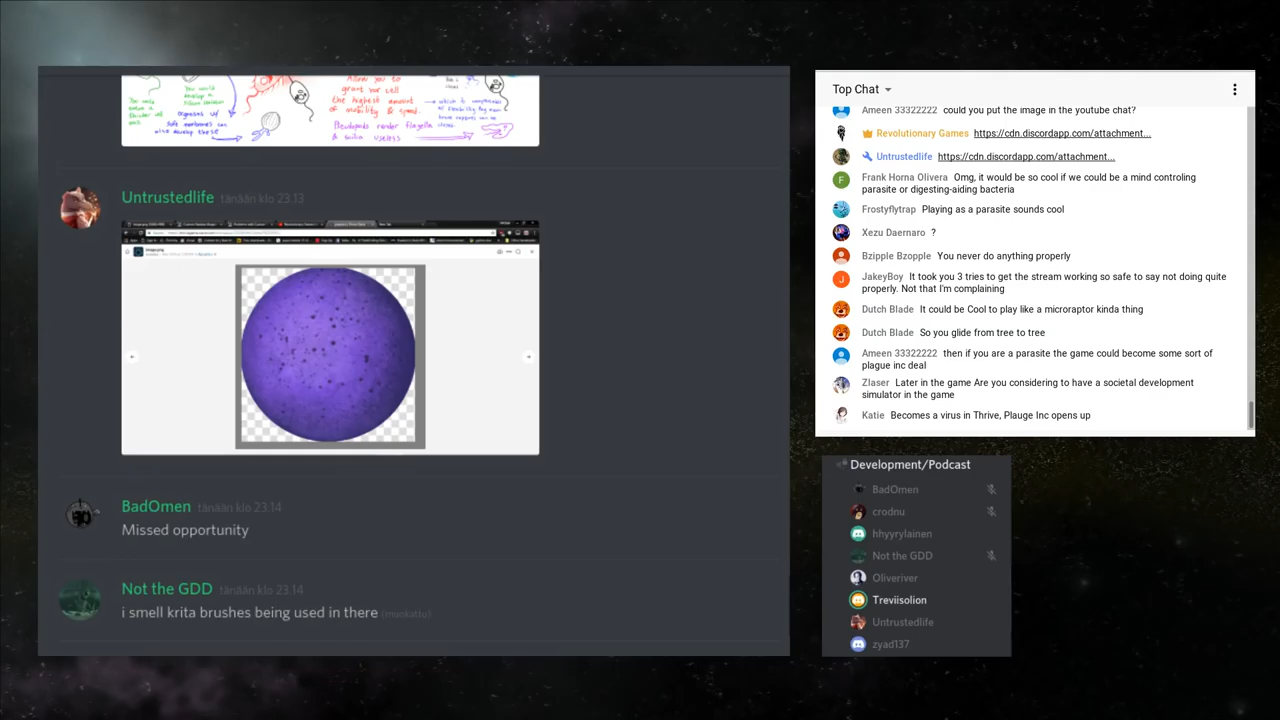 You would
develop a
Allow you to
grant your cell
the highest amount
of mobility & speed.
Pseudopods render Flagella
& cilia useless
Untrustedlife tänään klo 23.13
BadOmen tänään klo 23.14
Missed opportunity
Not the GDD tänään klo 23.14
i smell krita brushes being used in there (muokattu)
Top Chat
Ameen 33322222 could you put the image in the youtube chat?
Revolutionary Games https://cdn.discordapp.com/attachment...
Untrustedlife https://cdn.discordapp.com/attachment...
Frank Horna Olivera Omg, it would be so cool if we could be a mind controling
parasite or digesting-aiding bacteria
Frostyflytrap Playing as a parasite sounds cool
Xezu Daernaro ?
Bzipple Bzopple You never do anything properly
JakeyBoy It took you 3 tries to get the stream working so safe to say not doing quite
properly. Not that I'm complaining
Dutch Blade It could be Cool to play like a microraptor kinda thing
Dutch Blade So you glide from tree to tree
Ameen 33322222 then if you are a parasite the game could become some sort of
plague inc deal
Zlaser Later in the game Are you considering to have a societal development
simulator in the game
Katie Becomes a virus in Thrive, Plauge Inc opens up
Development/Podcast
BadOmen
crodnu
hhyyrylainen
Not the GDD
Oliveriver
Treviisolion
Untrustedlife
zyad137